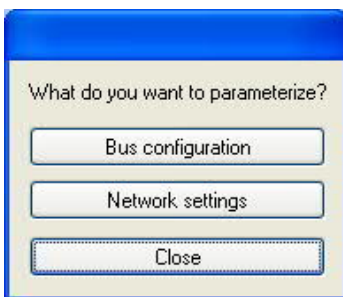 What do you want to parameterize?
Bus configuration
Network settings
Close